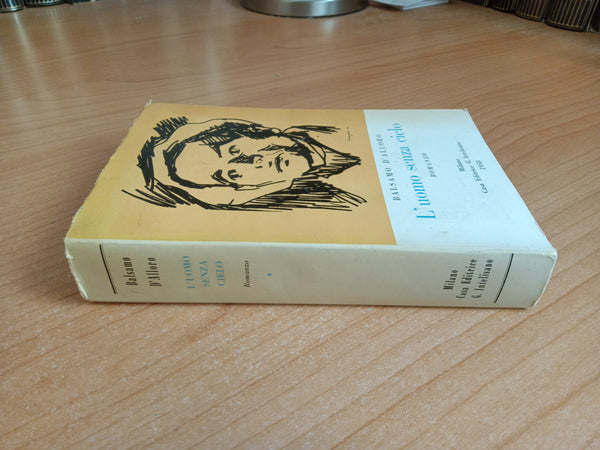 BALSAMO D'ALLORO
L'uomo senza cielo
ROMANZO
Milano
Casa Editrice G. Intelisano
1958
Balsamo
D'Alloro
L'UOMO
SENZA
CIELO
Romanzo
Milano
Casa Editrice
G. Intelisano